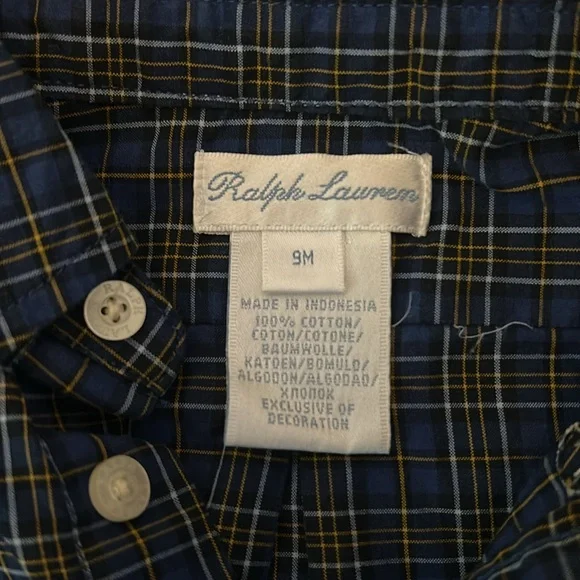 Ralph Lauren
9M
MADE IN INDONESIA
100% COTTON/
COTON/COTONE/
BAUMWOLLE/
KATOEN/BOMULD/
ALGODON/ALGODAO/
ХЛОПОК
EXCLUSIVE OF
DECORATION
RALPH